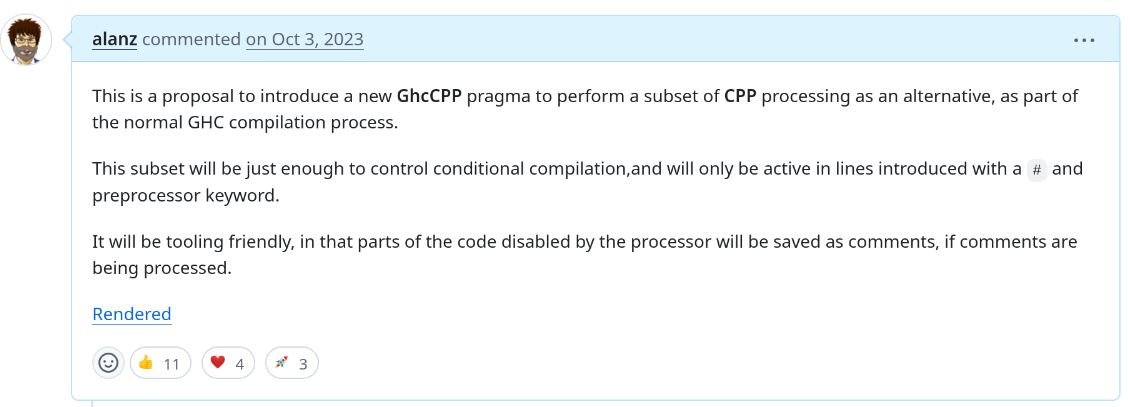 alanz commented on Oct 3, 2023
This is a proposal to introduce a new GhcCPP pragma to perform a subset of CPP processing as an alternative, as part of
the normal GHC compilation process.
This subset will be just enough to control conditional compilation,and will only be active in lines introduced with a # and
preprocessor keyword.
It will be tooling friendly, in that parts of the code disabled by the processor will be saved as comments, if comments are
being processed.
Rendered
11 4 3